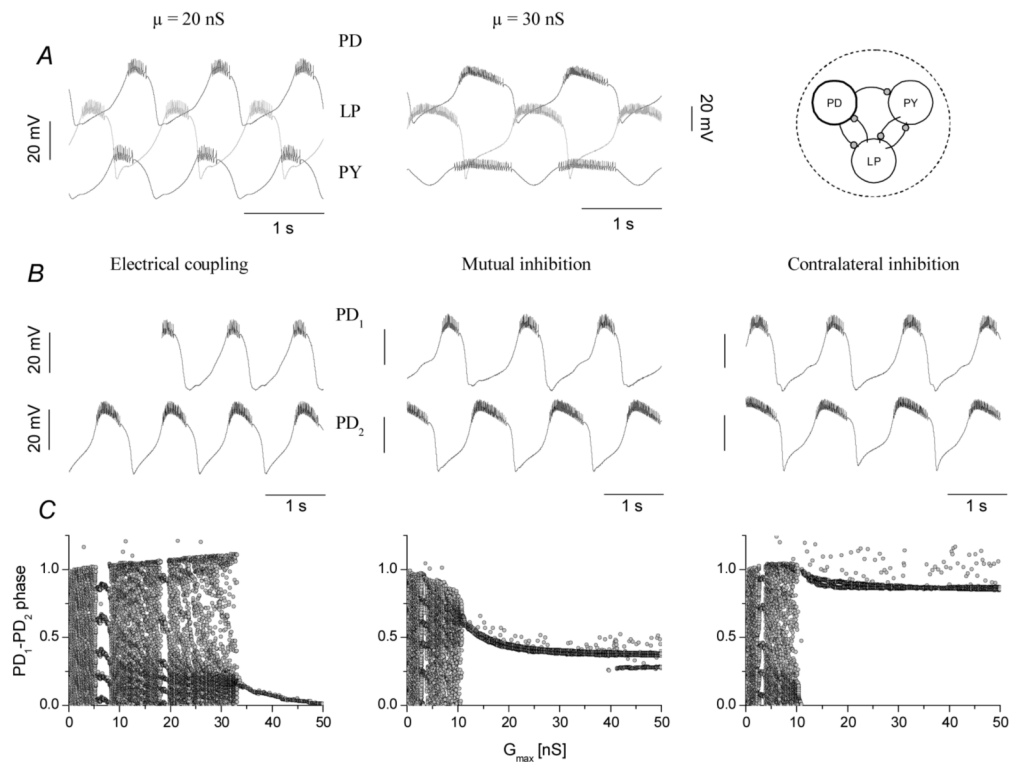 μ = 20 nS
μ = 30 nS
A
PD
LP
PY
20 mV
20 mV
1 s
1 s
PD
PY
LP
B
Electrical coupling
Mutual inhibition
Contralateral inhibition
PD1
PD2
20 mV
20 mV
1 s
1 s
1 s
C
PD1-PD2 phase
1.0
0.5
0
0 10 20 30 40 50
1.0
0.5
0
0 10 20 30 40 50
1.0
0.5
0
0 10 20 30 40 50
Gmax [nS]